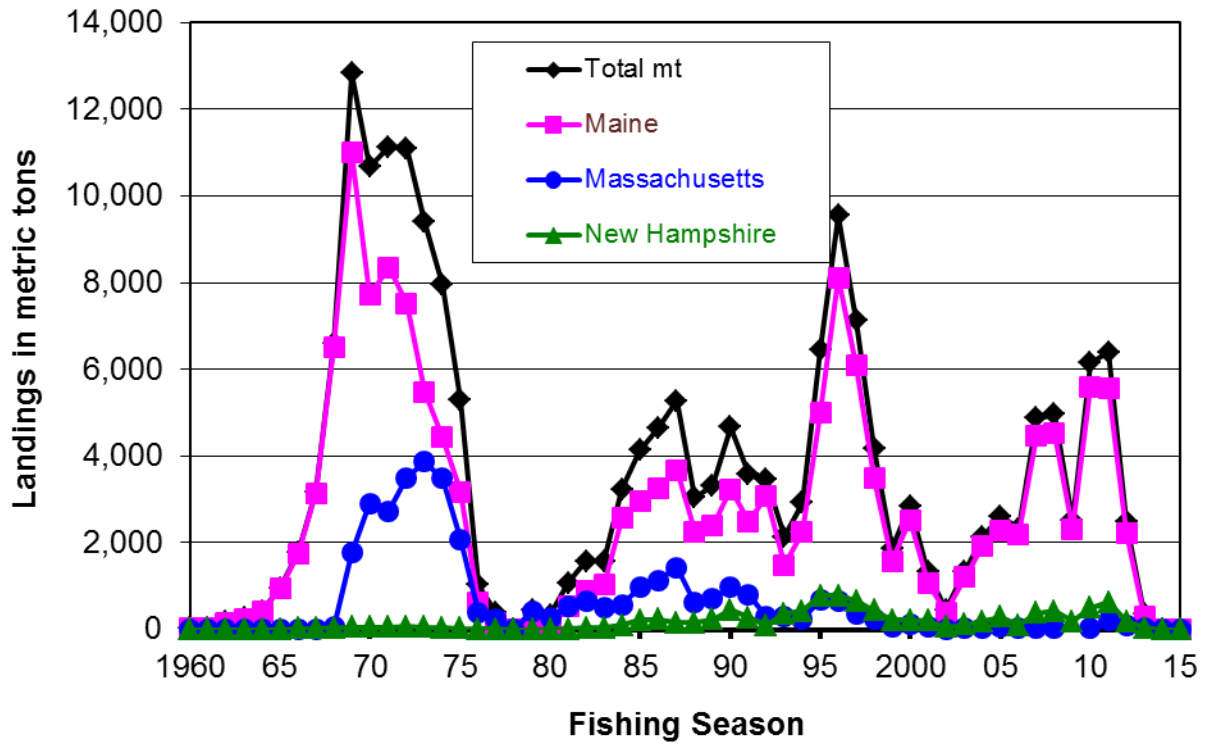 14,000
12,000
10,000
8,000
6,000
4,000
2,000
0
Landings in metric tons
Total mt
Maine
Massachusetts
New Hampshire
1960 65 70 75 80 85 90 95 2000 05 10 15
Fishing Season